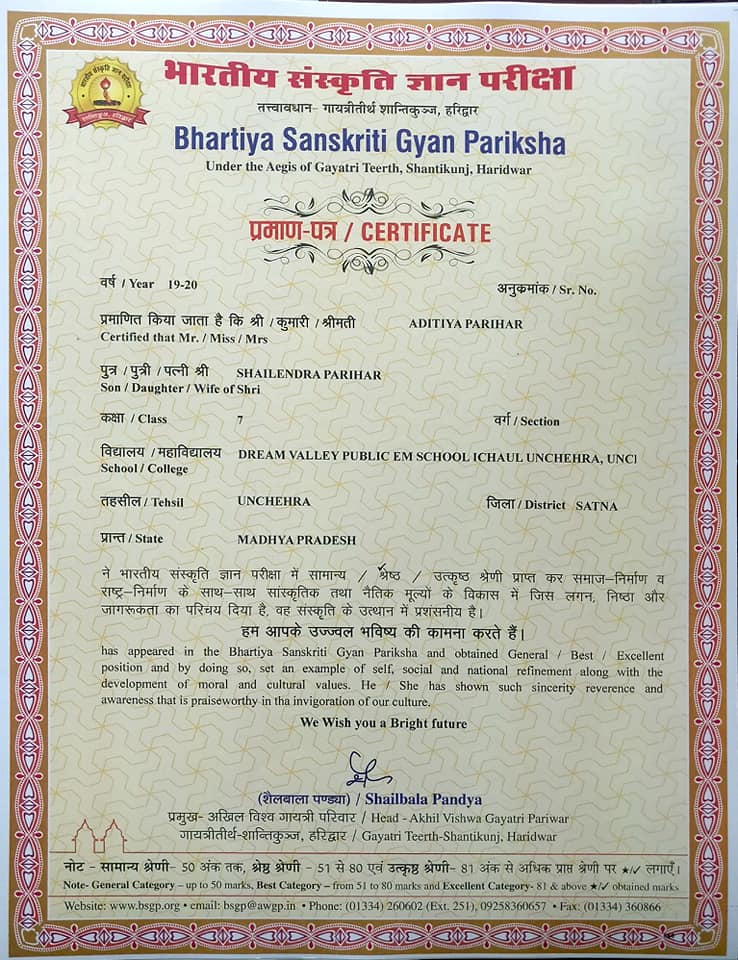 भारतीय संस्कृति ज्ञान परीक्षा
शान्तिकुञ्ज, हरिद्वार
भारतीय संस्कृति ज्ञान परीक्षा
तत्त्वावधान- गायत्रीतीर्थ शान्तिकुञ्ज, हरिद्वार
Bhartiya Sanskriti Gyan Pariksha
Under the Aegis of Gayatri Teerth, Shantikunj, Haridwar
प्रमाण-पत्र / CERTIFICATE
वर्ष / Year 19-20 अनुक्रमांक / Sr. No.
प्रमाणित किया जाता है कि श्री / कुमारी / श्रीमती ADITIYA PARIHAR
Certified that Mr. / Miss / Mrs
पुत्र / पुत्री / पत्नी श्री SHAILENDRA PARIHAR
Son / Daughter / Wife of Shri
कक्षा / Class 7 वर्ग / Section
विद्यालय / महाविद्यालय DREAM VALLEY PUBLIC EM SCHOOL ICHAUL UNCHEHRA, UNCI
School / College
तहसील / Tehsil UNCHEHRA जिला / District SATNA
प्रान्त / State MADHYA PRADESH
ने भारतीय संस्कृति ज्ञान परीक्षा में सामान्य / ✓श्रेष्ठ / उत्कृष्ठ श्रेणी प्राप्त कर समाज-निर्माण व
राष्ट्र-निर्माण के साथ-साथ सांस्कृतिक तथा नैतिक मूल्यों के विकास में जिस लगन, निष्ठा और
जागरूकता का परिचय दिया है, वह संस्कृति के उत्थान में प्रशंसनीय है।
हम आपके उज्ज्वल भविष्य की कामना करते हैं।
has appeared in the Bhartiya Sanskriti Gyan Pariksha and obtained General / Best / Excellent
position and by doing so, set an example of self, social and national refinement along with the
development of moral and cultural values. He / She has shown such sincerity reverence and
awareness that is praiseworthy in tha invigoration of our culture.
We Wish you a Bright future
(शैलबाला पण्ड्या) / Shailbala Pandya
प्रमुख- अखिल विश्व गायत्री परिवार / Head - Akhil Vishwa Gayatri Pariwar
गायत्रीतीर्थ-शान्तिकुञ्ज, हरिद्वार / Gayatri Teerth-Shantikunj, Haridwar
नोट - सामान्य श्रेणी- 50 अंक तक, श्रेष्ठ श्रेणी - 51 से 80 एवं उत्कृष्ठ श्रेणी- 81 अंक से अधिक प्राप्त श्रेणी पर ★/✓ लगाएँ।
Note- General Category – up to 50 marks, Best Category – from 51 to 80 marks and Excellent Category- 81 & above ★/✓ obtained marks
Website: www.bsgp.org • email: bsgp@awgp.in • Phone: (01334) 260602 (Ext. 251), 09258360657 • Fax: (01334) 360866